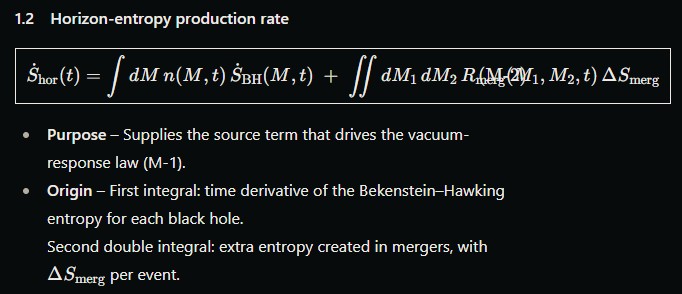 1.2 Horizon-entropy production rate
Ṡhor(t) = ∫ dM n(M, t) ṠBH(M, t) + ∬ dM1 dM2 Rmerg(M1, M2, t) ΔSmerg (M-2)
• Purpose – Supplies the source term that drives the vacuum-
response law (M-1).
• Origin – First integral: time derivative of the Bekenstein–Hawking
entropy for each black hole.
Second double integral: extra entropy created in mergers, with
ΔSmerg per event.